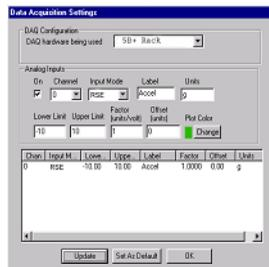 Data Acquisition Settings
DAQ Configuration
DAQ hardware being used 5B+ Rack
Analog Inputs
On Channel Input Mode Label Units
0 RSE Accel g
Lower Limit Upper Limit Factor (units/volt) Offset (units) Plot Color
-10 10 1 0 Change
Chan Input M... Lowe... Uppe... Label Factor Offset Units
0 RSE -10.00 10.00 Accel 1.0000 0.00 g
Update Set As Default OK